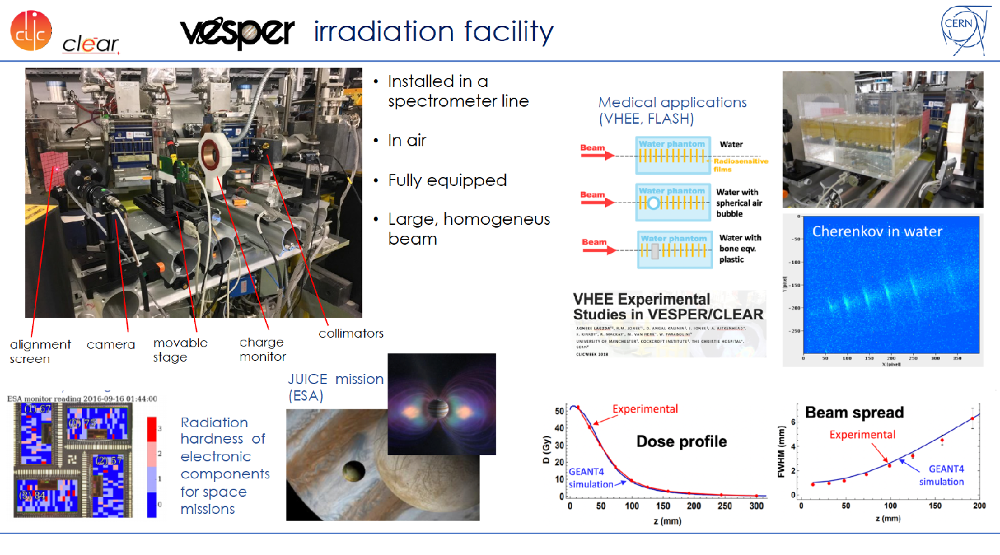 CLIC
clear
vesper irradiation facility
CERN
• Installed in a
spectrometer line
• In air
• Fully equipped
• Large, homogeneus
beam
alignment
screen
camera
movable
stage
charge
monitor
collimators
Medical applications
(VHEE, FLASH)
Beam
Water phantom
Water
Radiosensitive
films
Beam
Water phantom
Water with
spherical air
bubble
Beam
Water phantom
Water with
bone eqv.
plastic
VHEE Experimental
Studies in VESPER/CLEAR
UNIVERSITY OF MANCHESTER, COCKCROFT INSTITUTE, THE CHRISTIE HOSPITAL,
CERN
CLICWEEK 2018
Cherenkov in water
0
-50
-100
-150
-200
-250
Y [pixel]
0 50 100 150 200 250 300 350
X [pixel]
ESA monitor reading 2016-09-16 01:44:00
(1) 67
(0) 75
(2) 57
(3) 84
3
2
1
0
Radiation
hardness of
electronic
components
for space
missions
JUICE mission
(ESA)
Dose profile
Experimental
GEANT4
simulation
D (Gy)
50
40
30
20
10
0
0 50 100 150 200 250 300
z (mm)
Beam spread
Experimental
GEANT4
simulation
FWHM (mm)
6
4
2
0
0 50 100 150 200
z (mm)